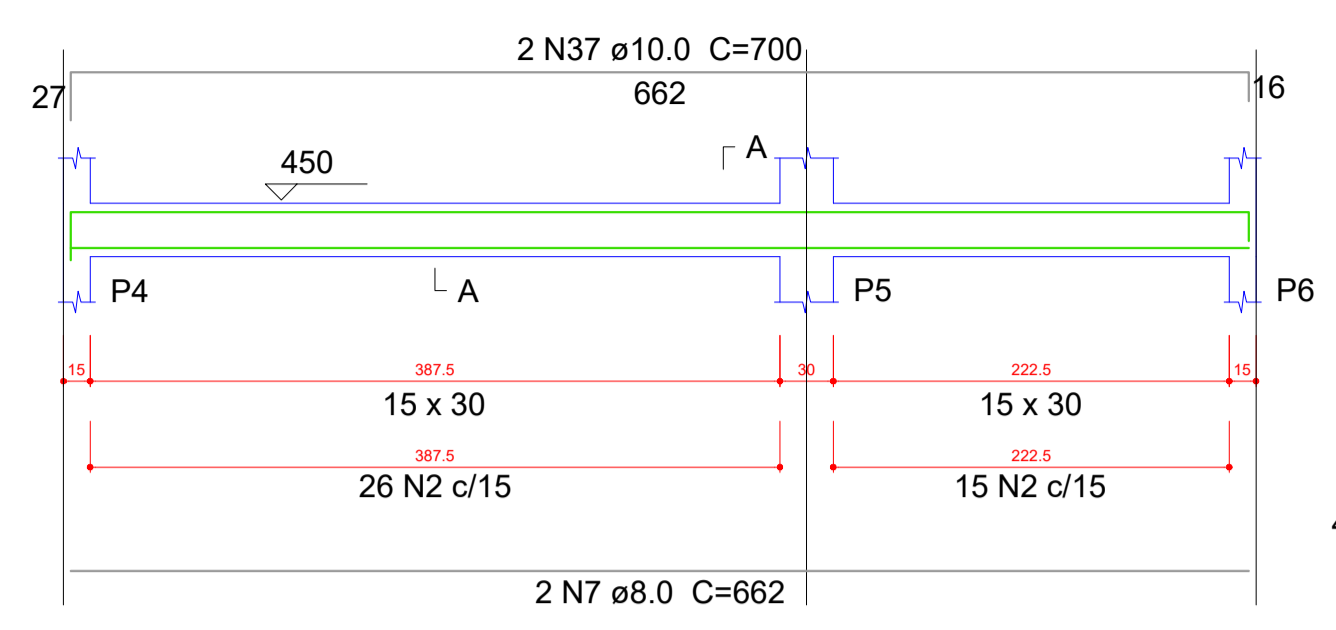 2 N37 ø10.0 C=700
27 662 16
A
450
P4 A P5 P6
15 387.5 30 222.5 15
15 x 30 15 x 30
387.5 222.5
26 N2 c/15 15 N2 c/15
2 N7 ø8.0 C=662